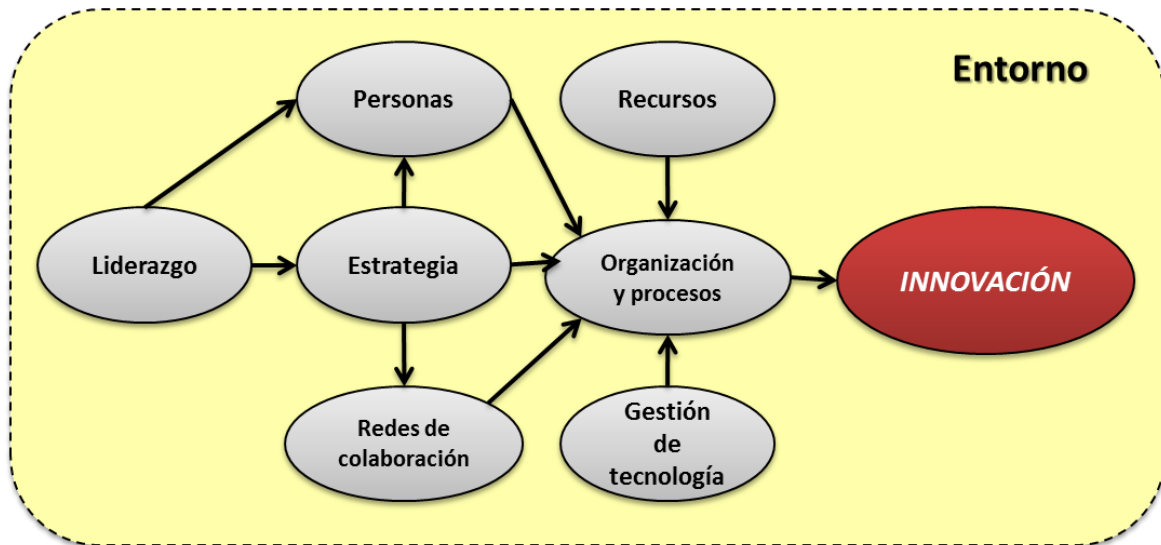 Entorno
Personas
Recursos
Liderazgo
Estrategia
Organización
y procesos
INNOVACIÓN
Redes de
colaboración
Gestión
de
tecnología